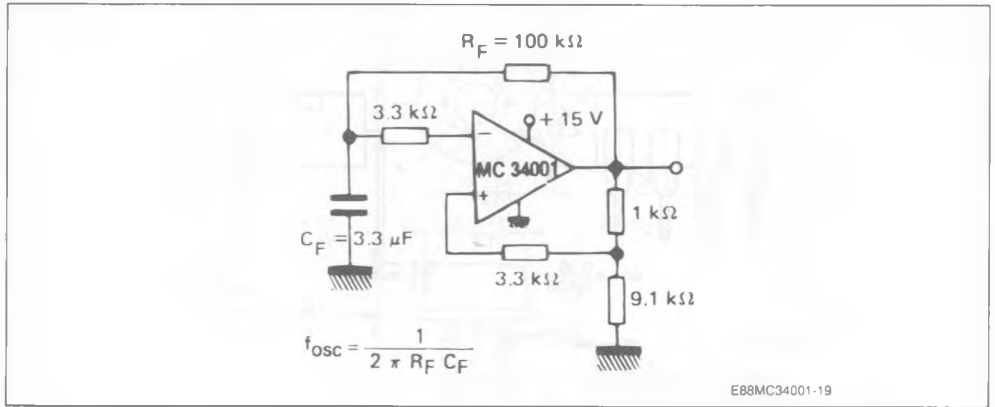 R_F = 100 kΩ
3.3 kΩ
+ 15 V
−
MC 34001
+
1 kΩ
C_F = 3.3 μF
3.3 kΩ
9.1 kΩ
f_osc = 1 / 2 π R_F C_F
E88MC34001-19